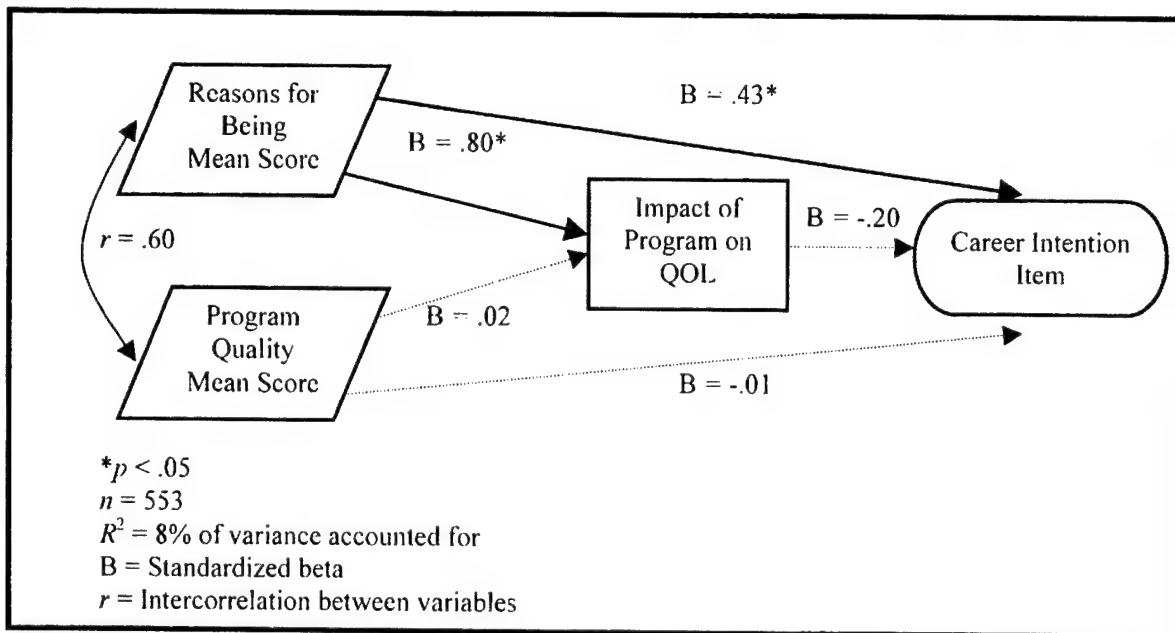 Reasons for
Being
Mean Score
B = .43*
B = .80*
r = .60
Impact of
Program on
QOL
B = -.20
Career Intention
Item
Program
Quality
Mean Score
B = .02
B = -.01
*p < .05
n = 553
R² = 8% of variance accounted for
B = Standardized beta
r = Intercorrelation between variables